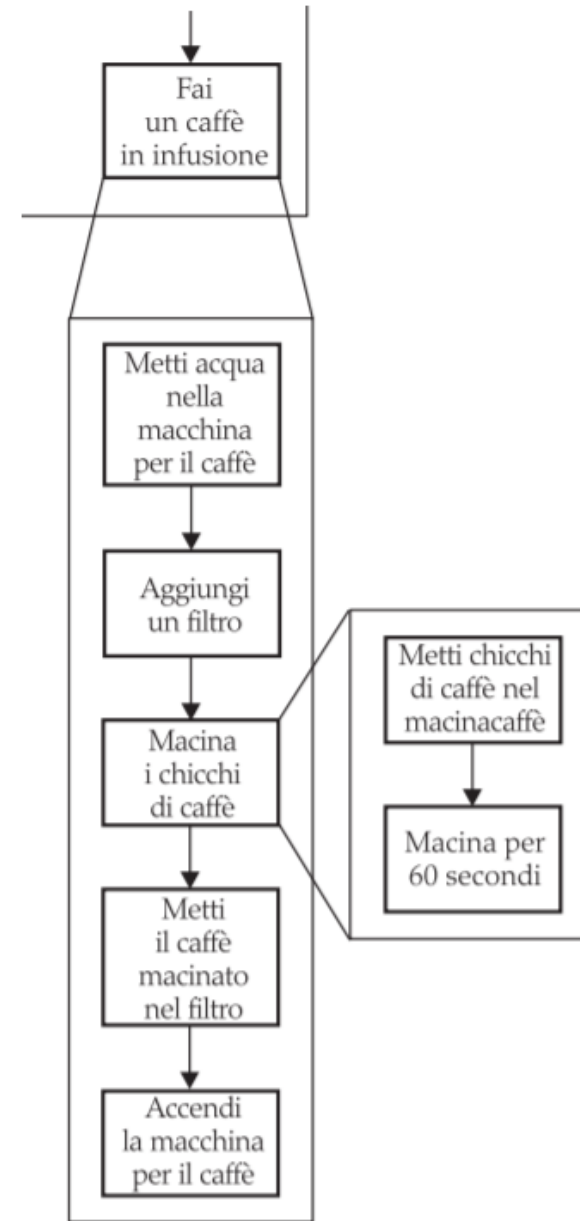 Fai
un caffè
in infusione
Metti acqua
nella
macchina
per il caffè
Aggiungi
un filtro
Macina
i chicchi
di caffè
Metti chicchi
di caffè nel
macinacaffè
Macina per
60 secondi
Metti
il caffè
macinato
nel filtro
Accendi
la macchina
per il caffè